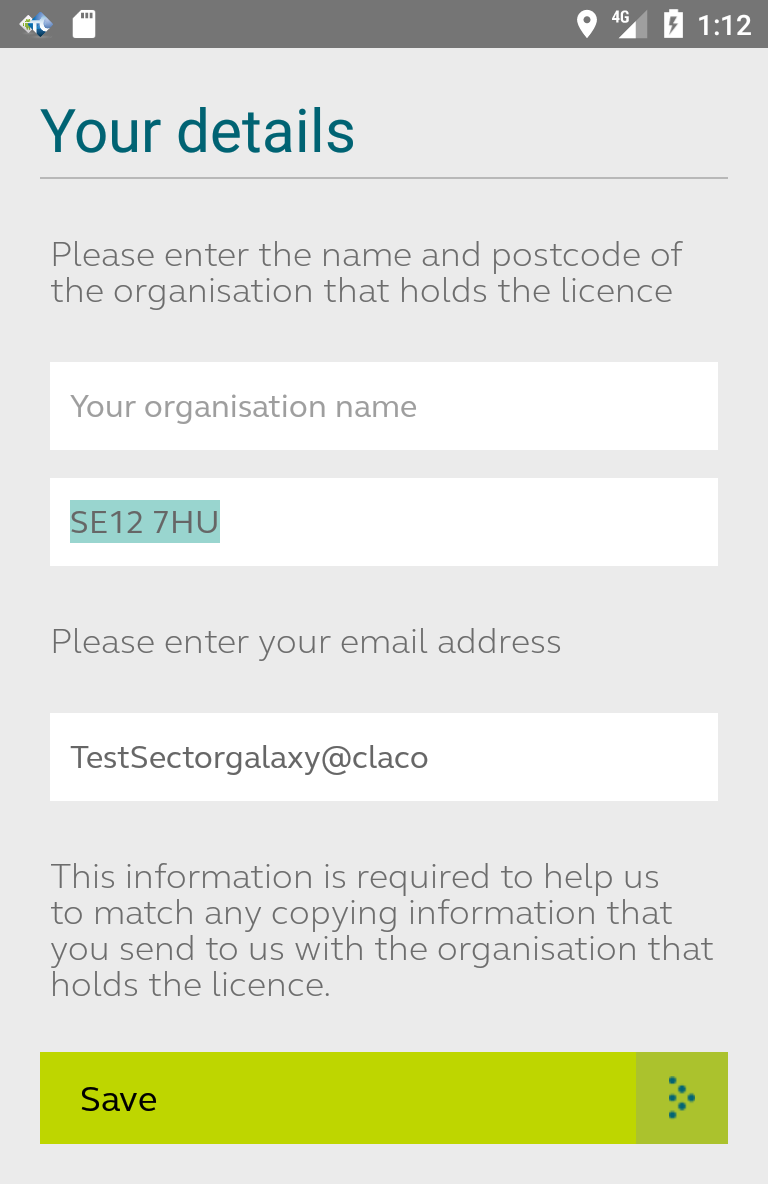 4G 1:12
Your details
Please enter the name and postcode of
the organisation that holds the licence
Your organisation name
SE12 7HU
Please enter your email address
TestSectorgalaxy@claco
This information is required to help us
to match any copying information that
you send to us with the organisation that
holds the licence.
Save